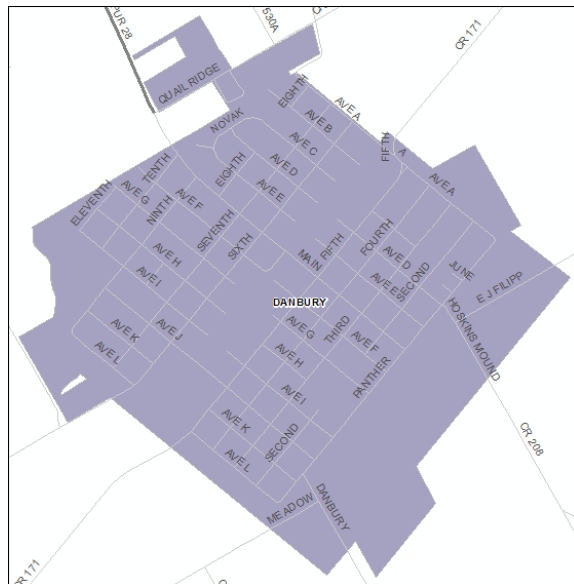 PUR 28
530A
CR 171
QUAIL RIDGE
EIGHTH
AVE A
AVE B
NOVAK
AVE C
FIFTH
A
AVE A
TENTH
AVE D
EIGHTH
AVE E
ELEVENTH
AVE G
AVE F
NINTH
SEVENTH
SIXTH
MAIN
FIFTH
FOURTH
AVE D
SECOND
JUNE
AVE H
AVE I
AVE E
E J FILIPP
DANBURY
HOSKINS MOUND
AVE G
THIRD
AVE F
AVE K
AVE J
AVE L
AVE H
PANTHER
AVE I
AVE K
SECOND
AVE L
CR 208
MEADOW
DANBURY
CR 171